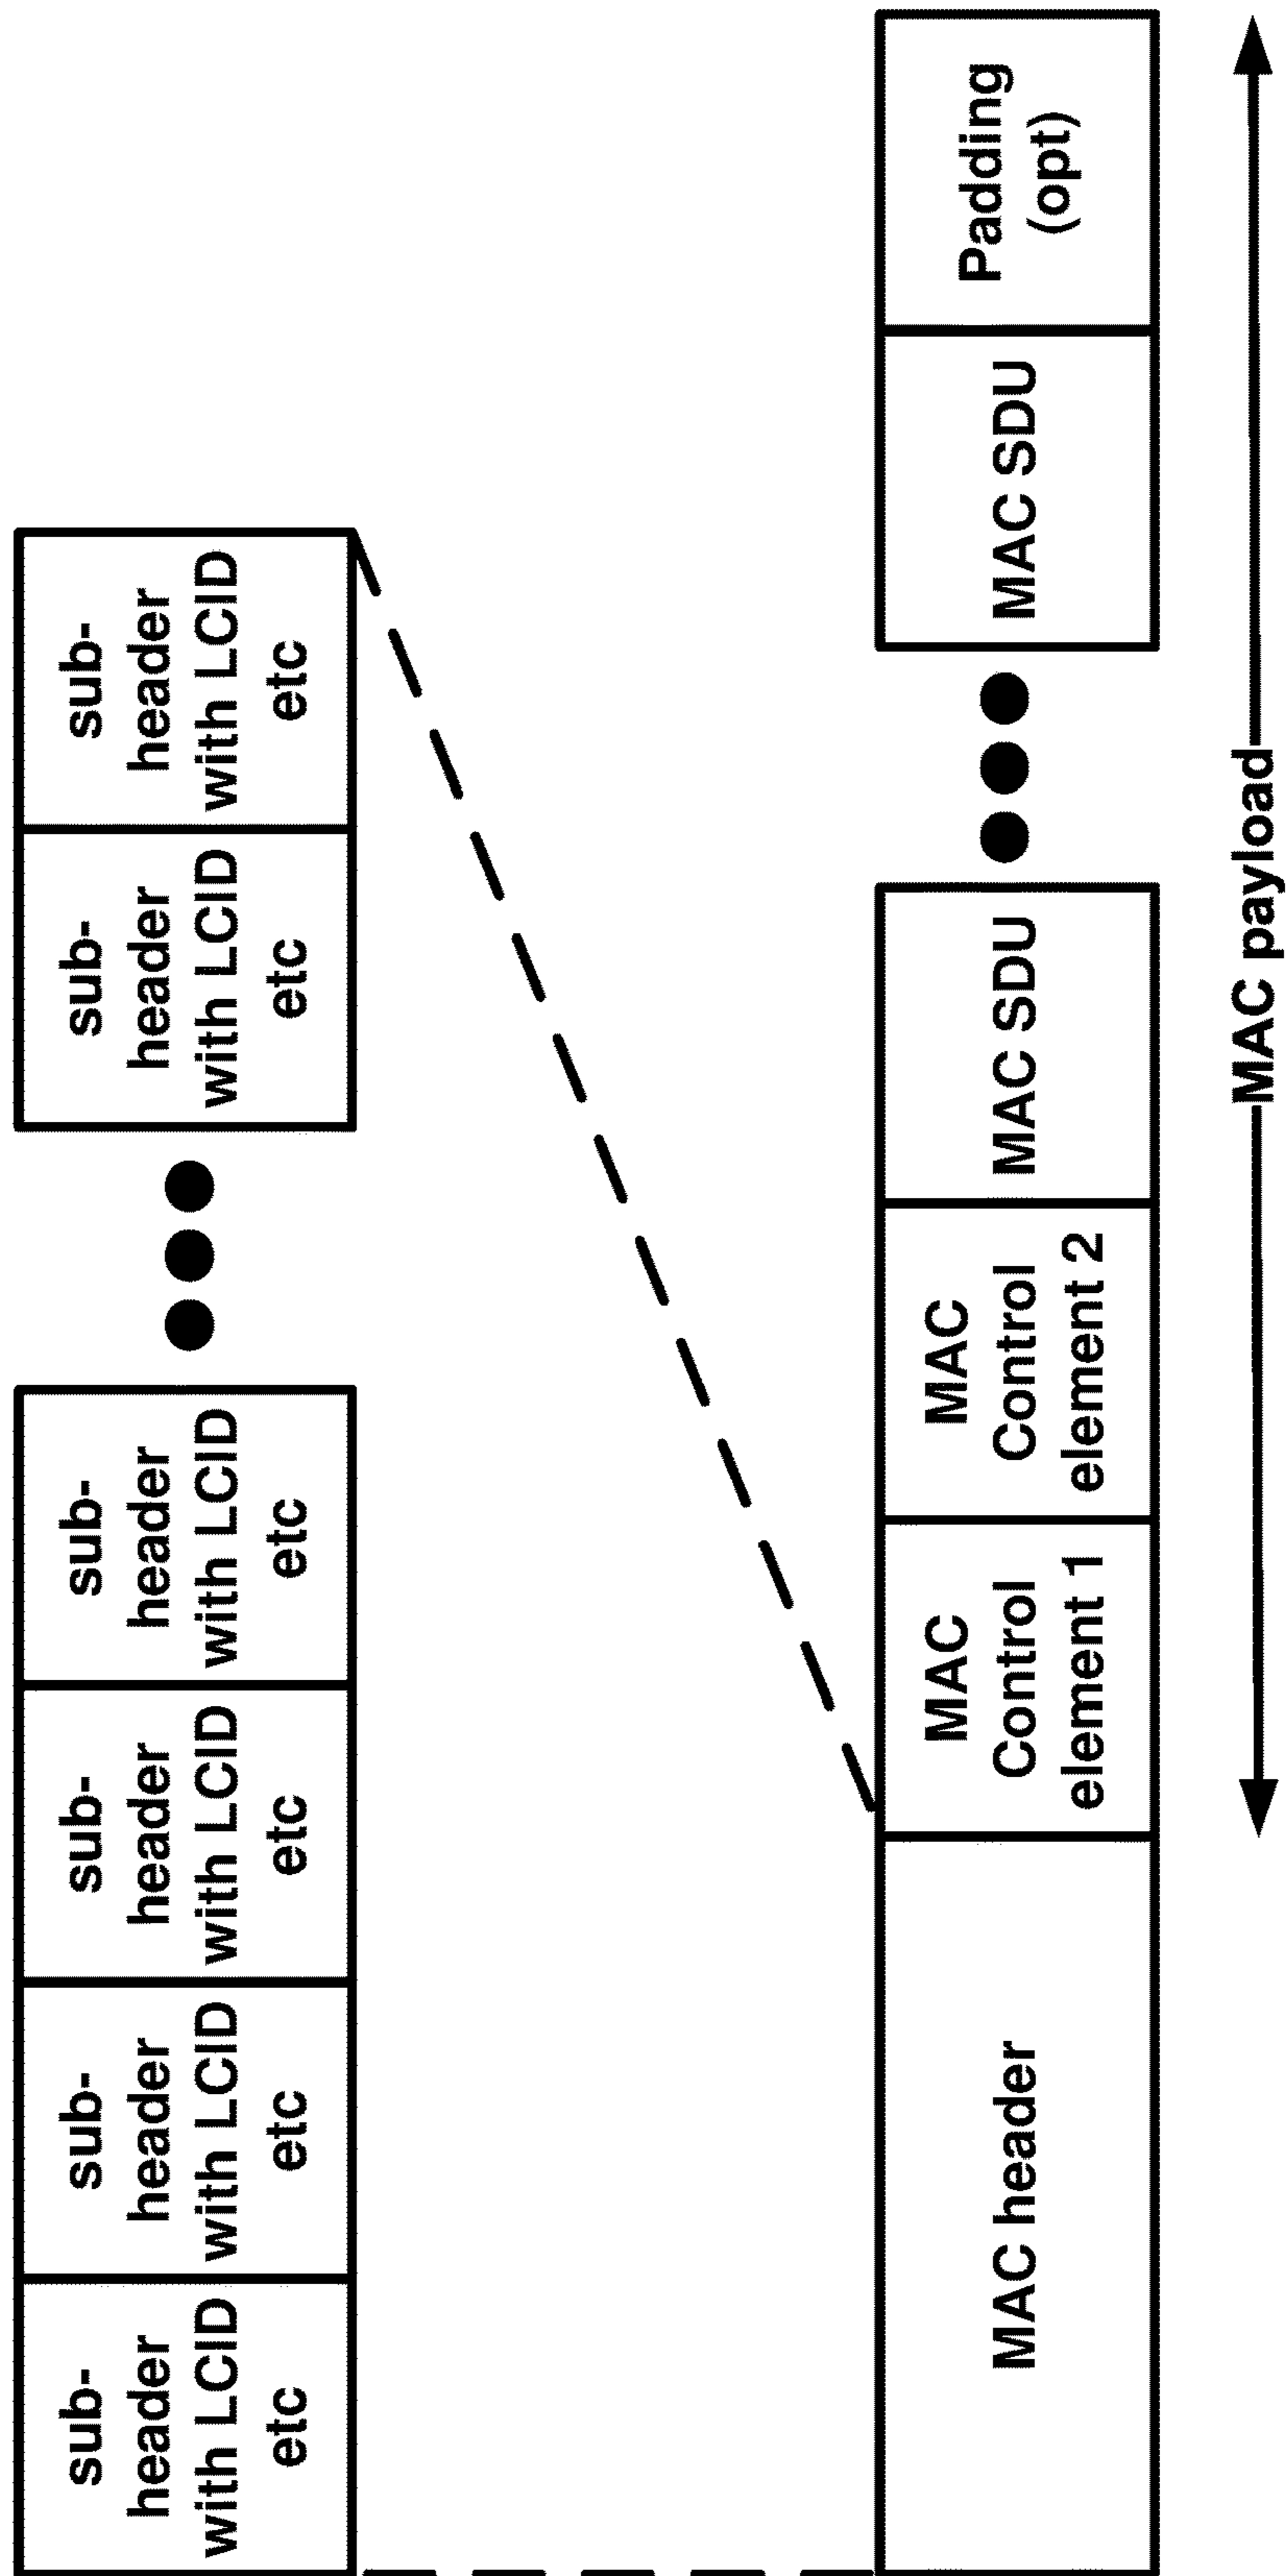 sub-
header
with LCID
etc
sub-
header
with LCID
etc
sub-
header
with LCID
etc
sub-
header
with LCID
etc
sub-
header
with LCID
etc
sub-
header
with LCID
etc
MAC header
MAC
Control
element 1
MAC
Control
element 2
MAC SDU
MAC SDU
Padding
(opt)
MAC payload